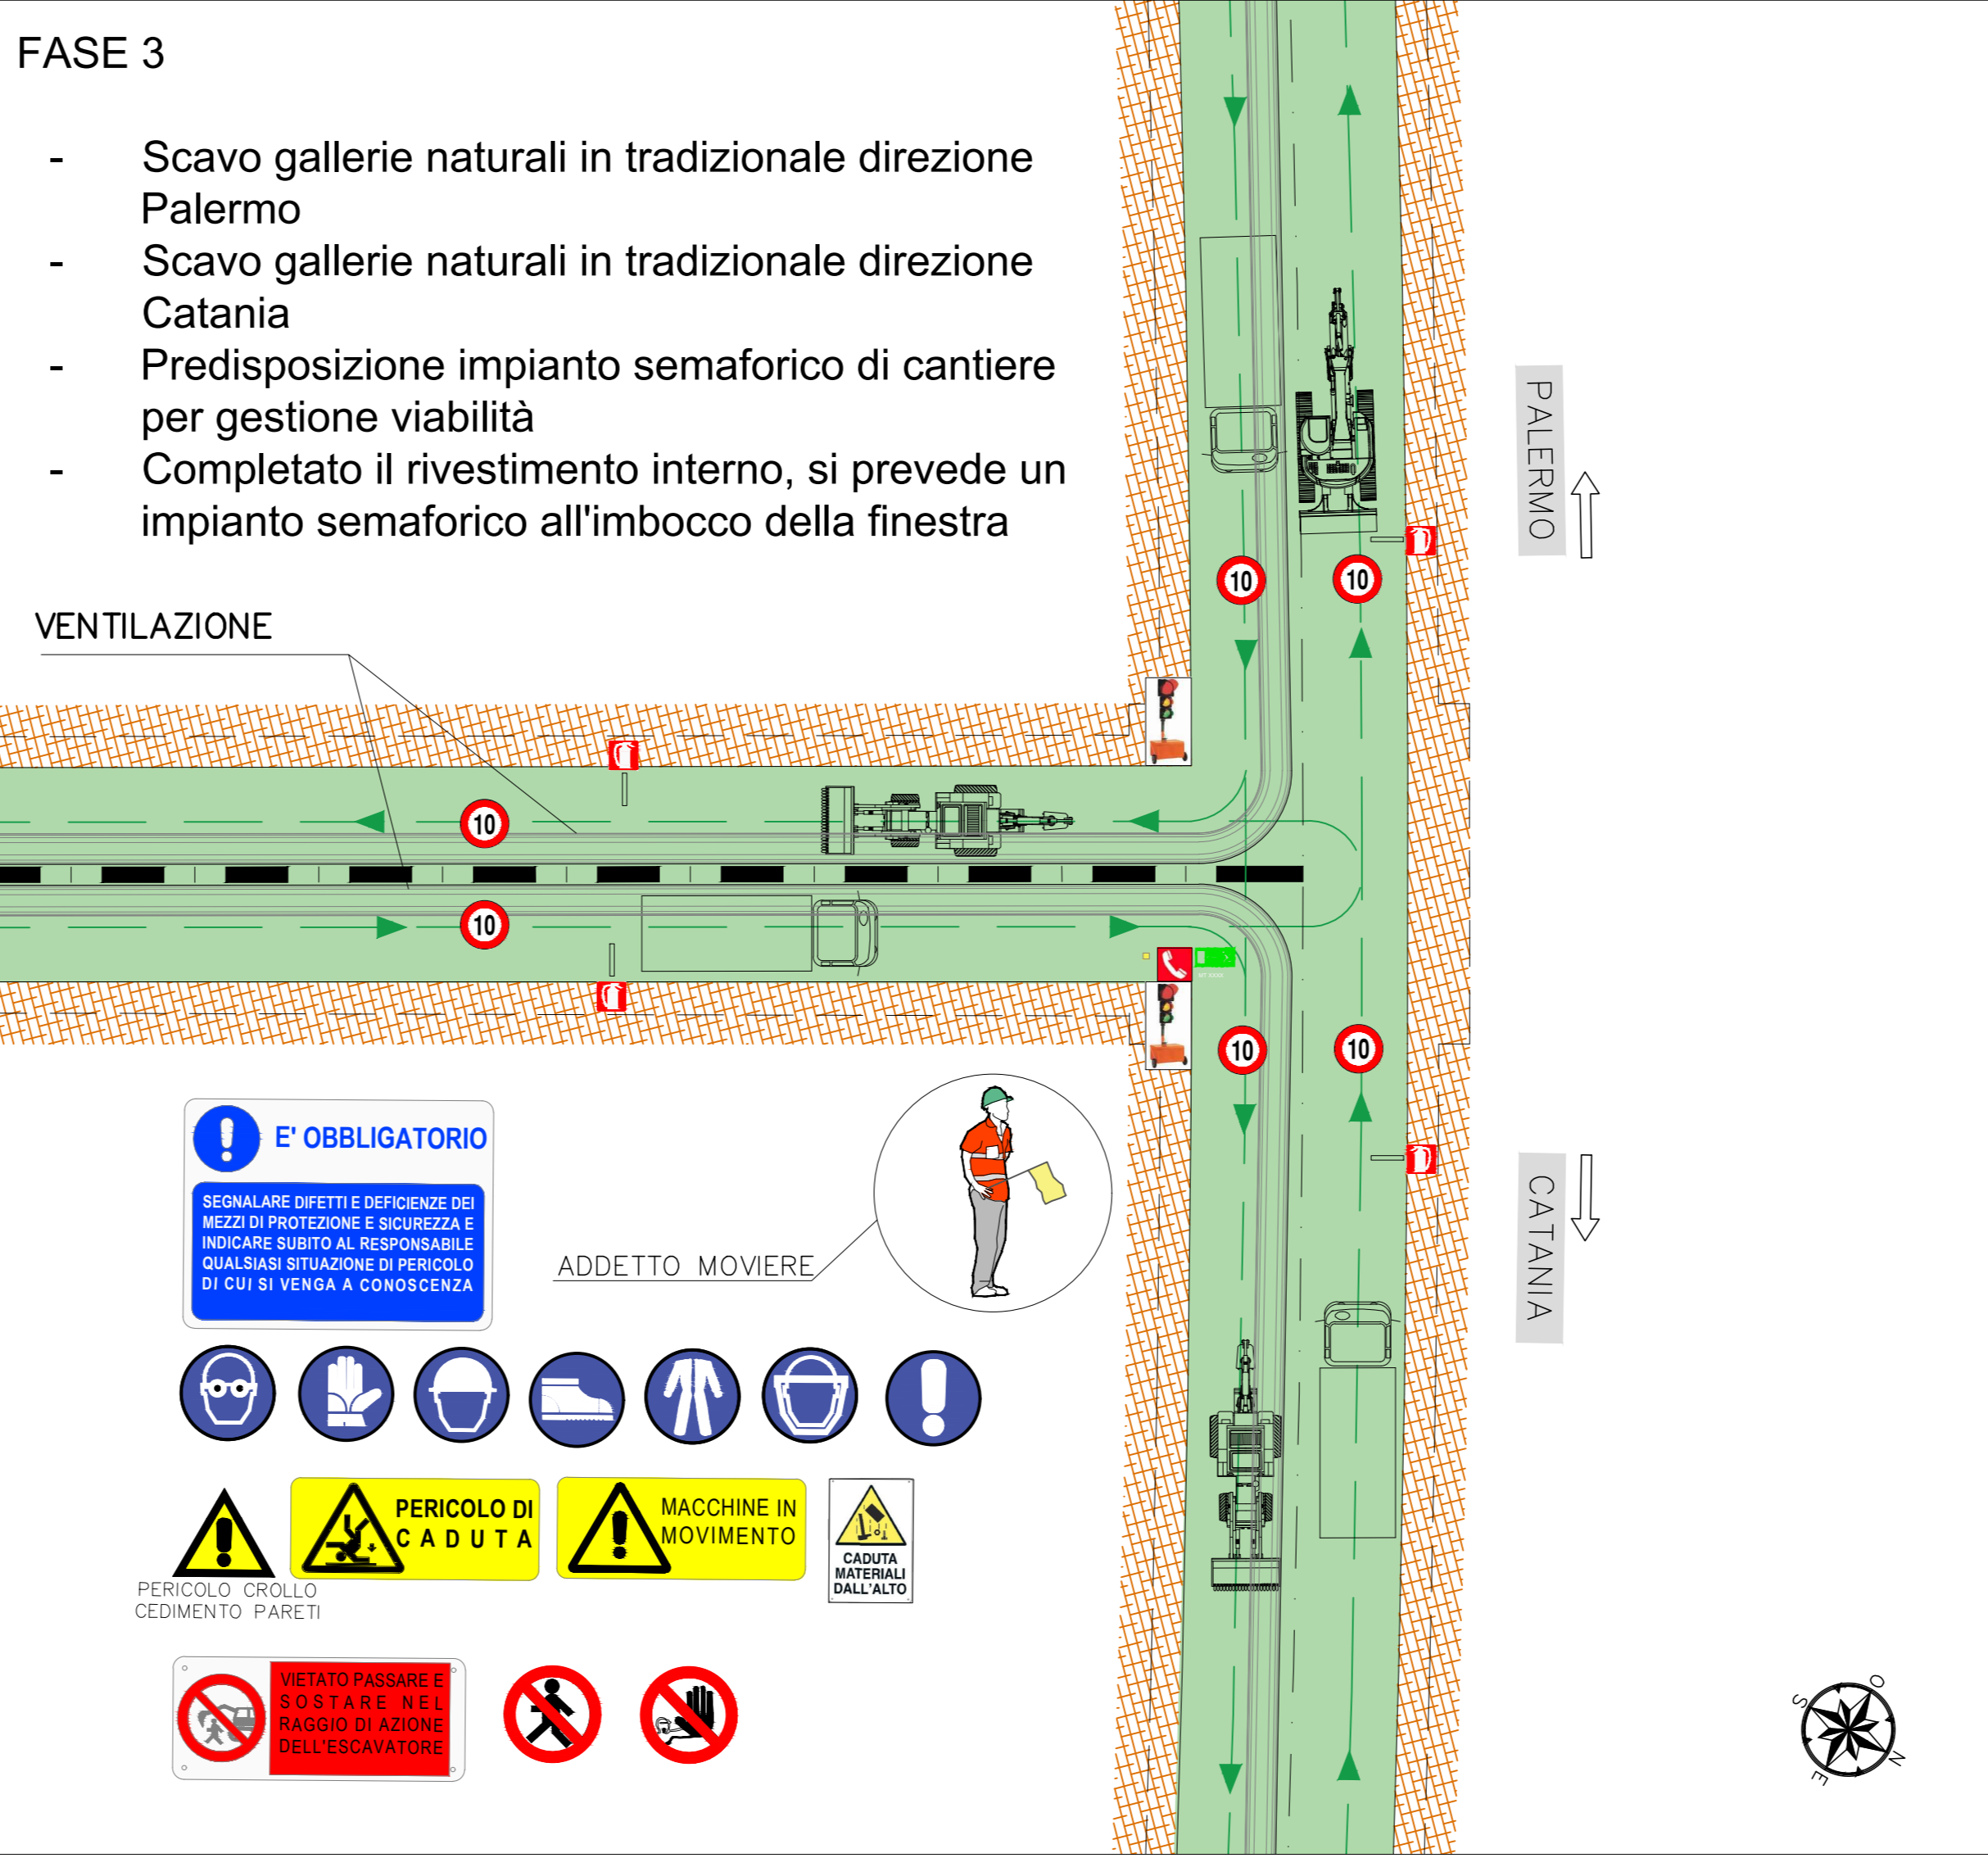 FASE 3
- Scavo gallerie naturali in tradizionale direzione
Palermo
- Scavo gallerie naturali in tradizionale direzione
Catania
- Predisposizione impianto semaforico di cantiere
per gestione viabilità
- Completato il rivestimento interno, si prevede un
impianto semaforico all'imbocco della finestra
VENTILAZIONE
PALERMO
10
10
10
10
10
10
CATANIA
E' OBBLIGATORIO
SEGNALARE DIFETTI E DEFICIENZE DEI
MEZZI DI PROTEZIONE E SICUREZZA E
INDICARE SUBITO AL RESPONSABILE
QUALSIASI SITUAZIONE DI PERICOLO
DI CUI SI VENGA A CONOSCENZA
ADDETTO MOVIERE
PERICOLO CROLLO
CEDIMENTO PARETI
PERICOLO DI
CADUTA
MACCHINE IN
MOVIMENTO
CADUTA
MATERIALI
DALL'ALTO
VIETATO PASSARE E
SOSTARE NEL
RAGGIO DI AZIONE
DELL'ESCAVATORE
S
O
E
N